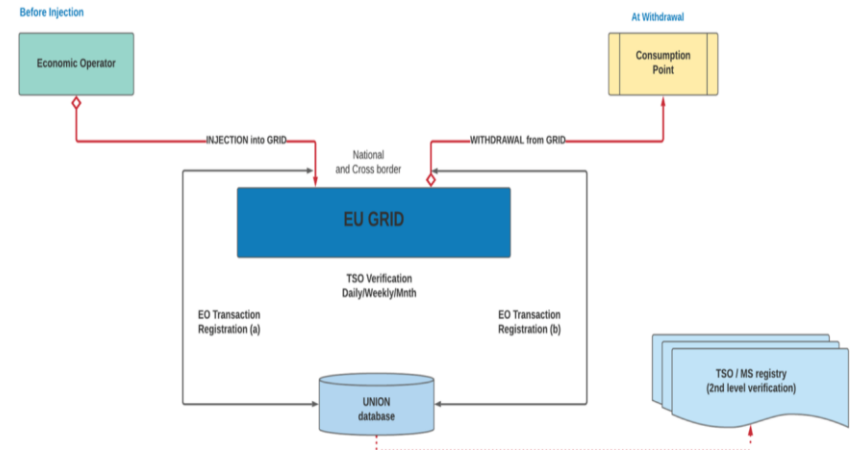 Before Injection
At Withdrawal
Economic Operator
Consumption
Point
INJECTION into GRID
WITHDRAWAL from GRID
National
and Cross border
EU GRID
TSO Verification
Daily/Weekly/Mnth
EO Transaction
Registration (a)
EO Transaction
Registration (b)
TSO / MS registry
(2nd level verification)
UNION
database